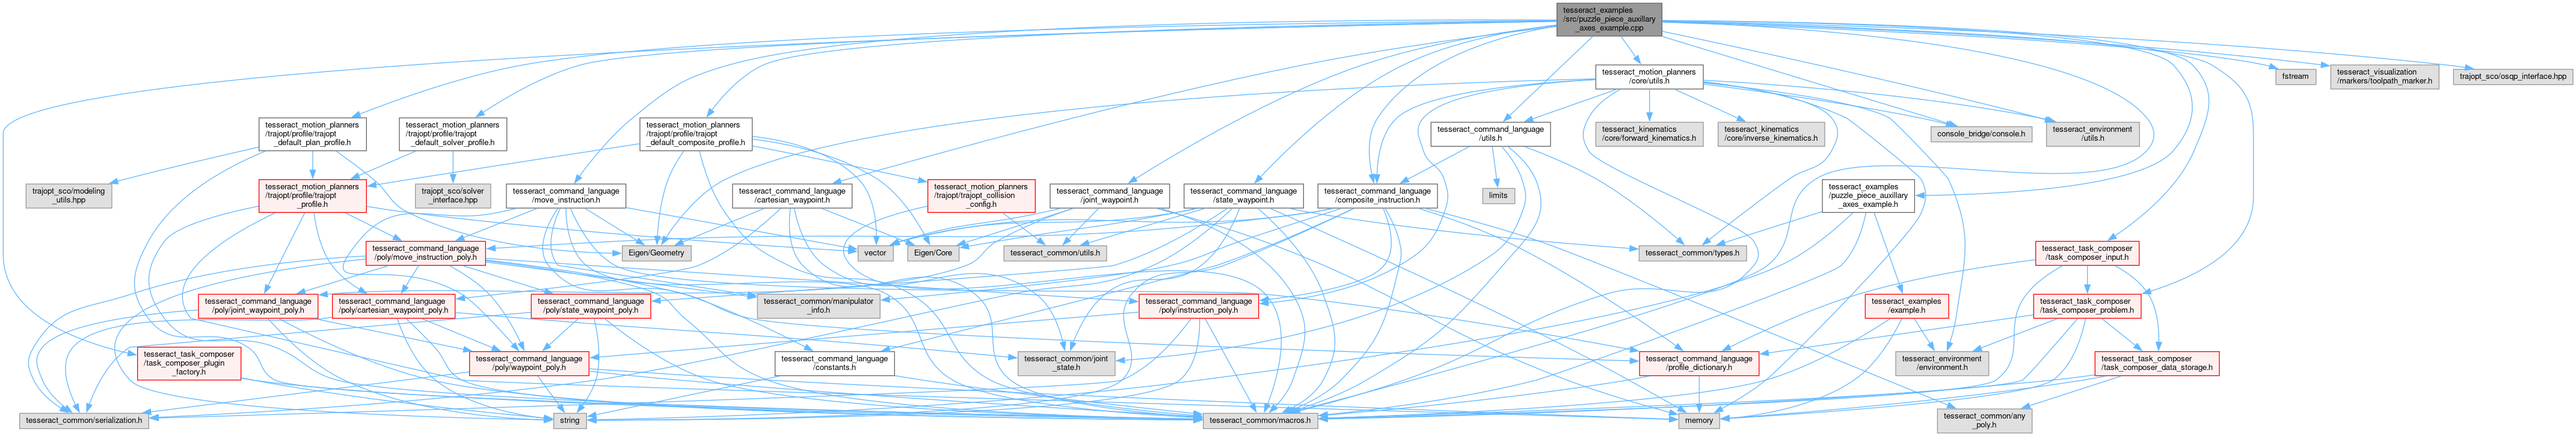 tesseract_examples
/src/puzzle_piece_auxillary
_axes_example.cpp
tesseract_motion_planners
/core/utils.h
fstream
tesseract_visualization
/markers/toolpath_marker.h
trajopt_sco/osqp_interface.hpp
tesseract_motion_planners
/trajopt/profile/trajopt
_default_plan_profile.h
tesseract_motion_planners
/trajopt/profile/trajopt
_default_solver_profile.h
tesseract_motion_planners
/trajopt/profile/trajopt
_default_composite_profile.h
tesseract_command_language
/utils.h
tesseract_kinematics
/core/forward_kinematics.h
tesseract_kinematics
/core/inverse_kinematics.h
console_bridge/console.h
tesseract_environment
/utils.h
trajopt_sco/modeling
_utils.hpp
tesseract_motion_planners
/trajopt/profile/trajopt
_profile.h
trajopt_sco/solver
_interface.hpp
tesseract_command_language
/move_instruction.h
tesseract_command_language
/cartesian_waypoint.h
tesseract_motion_planners
/trajopt/trajopt_collision
_config.h
tesseract_command_language
/joint_waypoint.h
tesseract_command_language
/state_waypoint.h
tesseract_command_language
/composite_instruction.h
limits
tesseract_examples
/puzzle_piece_auxillary
_axes_example.h
tesseract_command_language
/poly/move_instruction_poly.h
Eigen/Geometry
vector
Eigen/Core
tesseract_common/utils.h
tesseract_common/types.h
tesseract_task_composer
/task_composer_input.h
tesseract_command_language
/poly/joint_waypoint_poly.h
tesseract_command_language
/poly/cartesian_waypoint_poly.h
tesseract_command_language
/poly/state_waypoint_poly.h
tesseract_common/manipulator
_info.h
tesseract_command_language
/poly/instruction_poly.h
tesseract_examples
/example.h
tesseract_task_composer
/task_composer_problem.h
tesseract_task_composer
/task_composer_plugin
_factory.h
tesseract_command_language
/poly/waypoint_poly.h
tesseract_command_language
/constants.h
tesseract_common/joint
_state.h
tesseract_command_language
/profile_dictionary.h
tesseract_environment
/environment.h
tesseract_task_composer
/task_composer_data_storage.h
tesseract_common/serialization.h
string
tesseract_common/macros.h
memory
tesseract_common/any
_poly.h